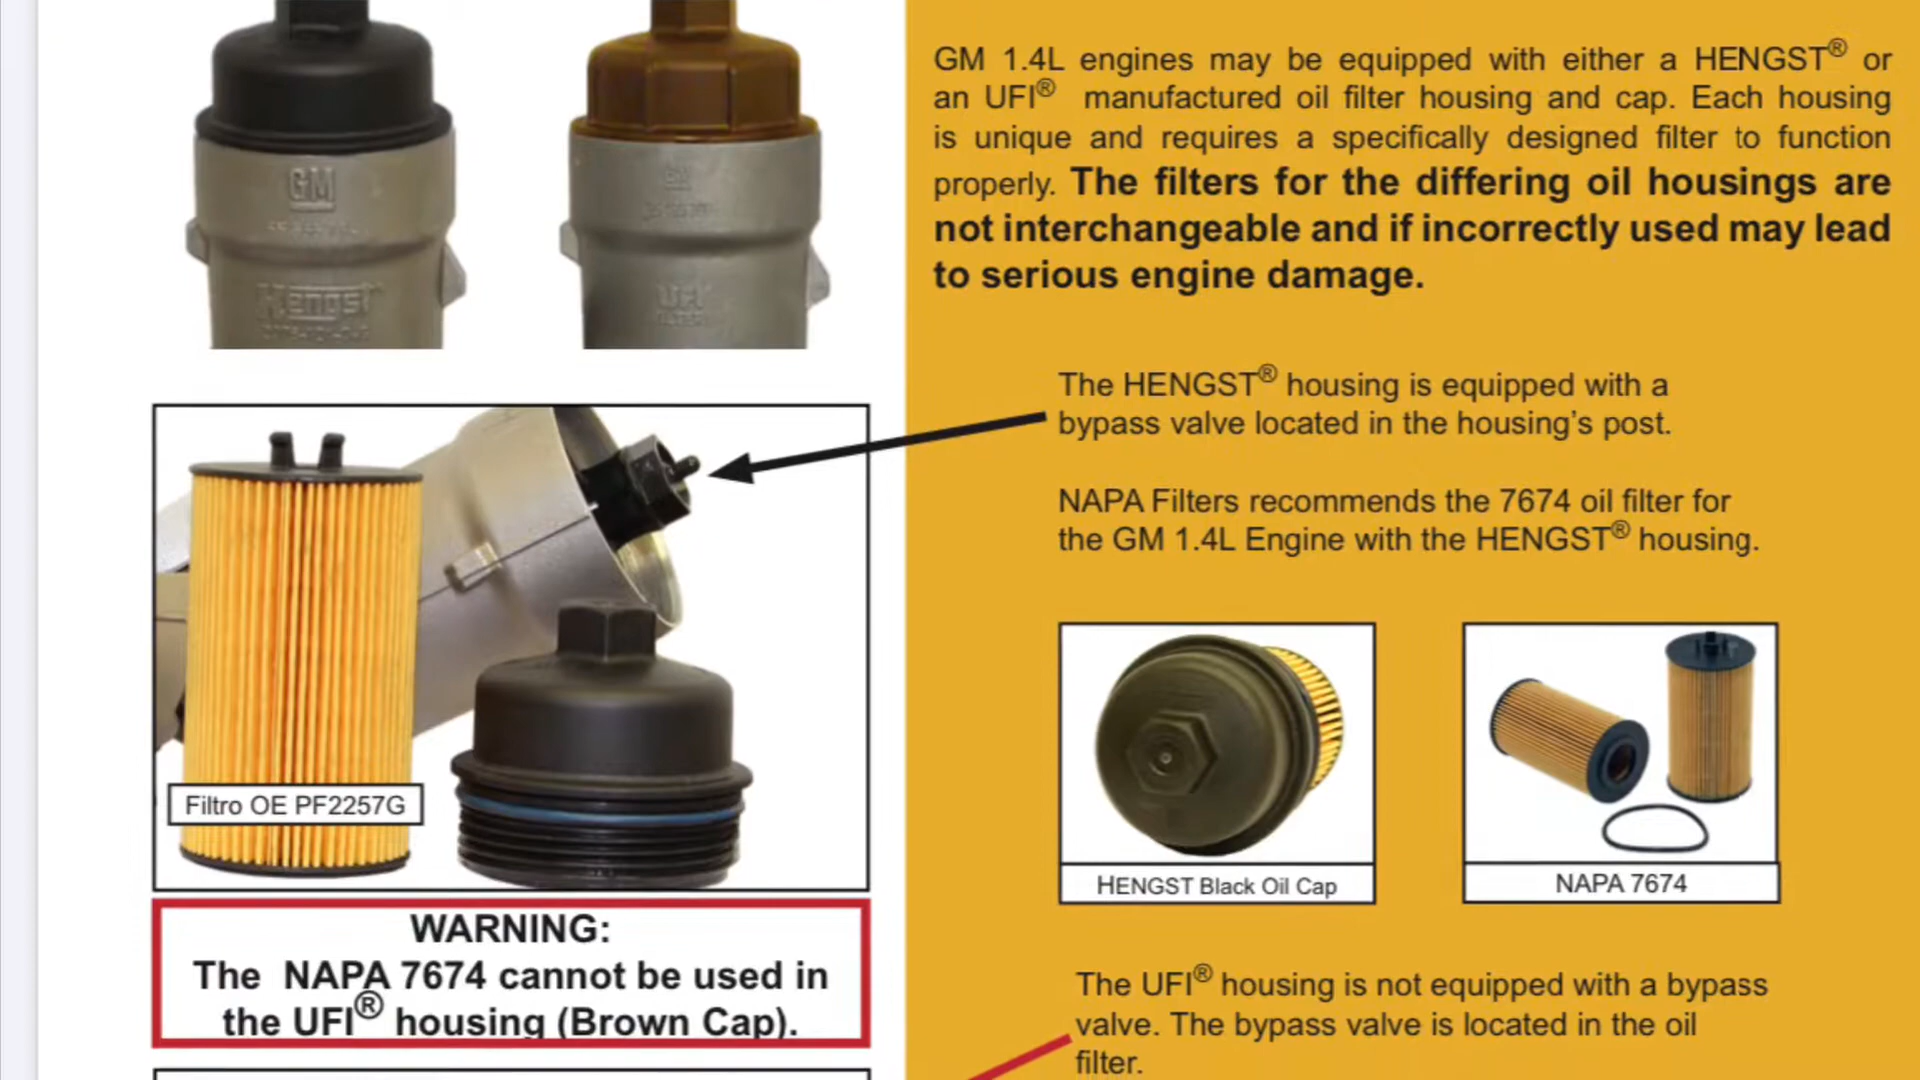 GM
Hengst
GM
UFI
GM 1.4L engines may be equipped with either a HENGST® or
an UFI® manufactured oil filter housing and cap. Each housing
is unique and requires a specifically designed filter to function
properly. The filters for the differing oil housings are
not interchangeable and if incorrectly used may lead
to serious engine damage.
The HENGST® housing is equipped with a
bypass valve located in the housing's post.
NAPA Filters recommends the 7674 oil filter for
the GM 1.4L Engine with the HENGST® housing.
Filtro OE PF2257G
HENGST Black Oil Cap
NAPA 7674
WARNING:
The NAPA 7674 cannot be used in
the UFI® housing (Brown Cap).
The UFI® housing is not equipped with a bypass
valve. The bypass valve is located in the oil
filter.